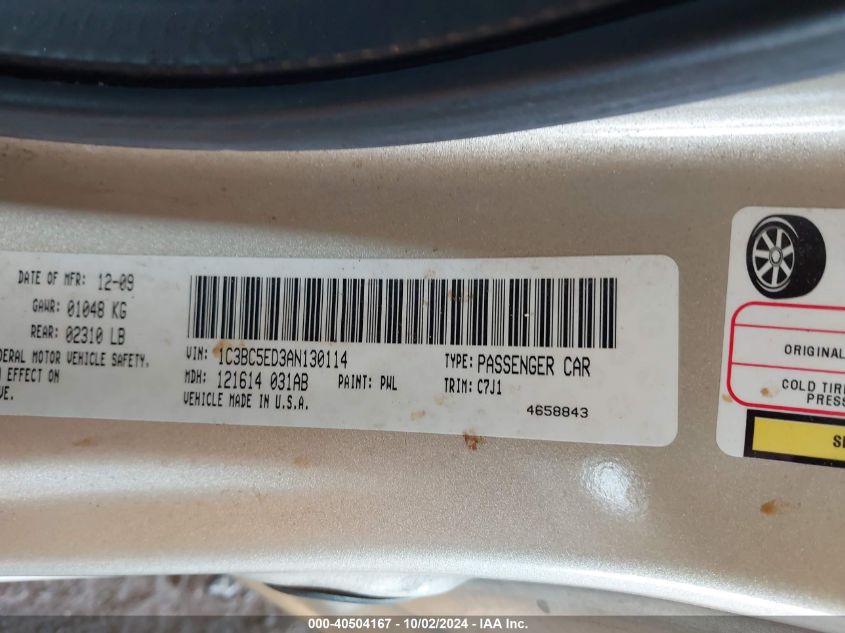 DATE OF MFR: 12-09
GAWR: 01048 KG
REAR: 02310 LB
MOTOR VEHICLE SAFETY,
EFFECT ON
VIN: 1C3BC5ED3AN130114
TYPE: PASSENGER CAR
MDH: 121614 031AB
PAINT: PWL
TRIM: C7J1
VEHICLE MADE IN U.S.A.
4658843
ORIGINAL
COLD TIRE
PRESS
000-40504167 - 10/02/2024 - IAA Inc.